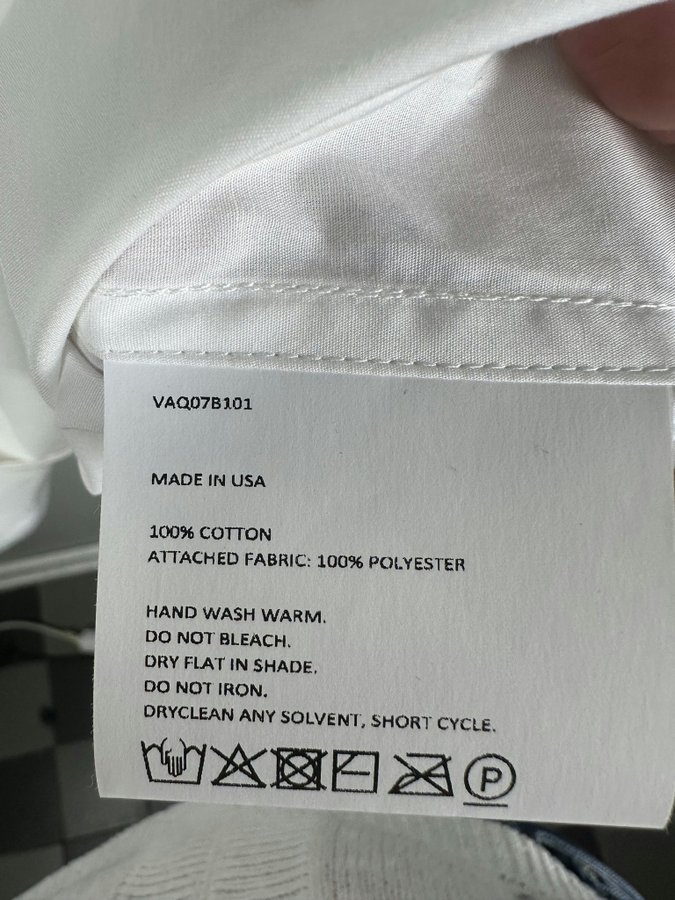 VAQ07B101
MADE IN USA
100% COTTON
ATTACHED FABRIC: 100% POLYESTER
HAND WASH WARM.
DO NOT BLEACH.
DRY FLAT IN SHADE.
DO NOT IRON.
DRYCLEAN ANY SOLVENT, SHORT CYCLE.
P